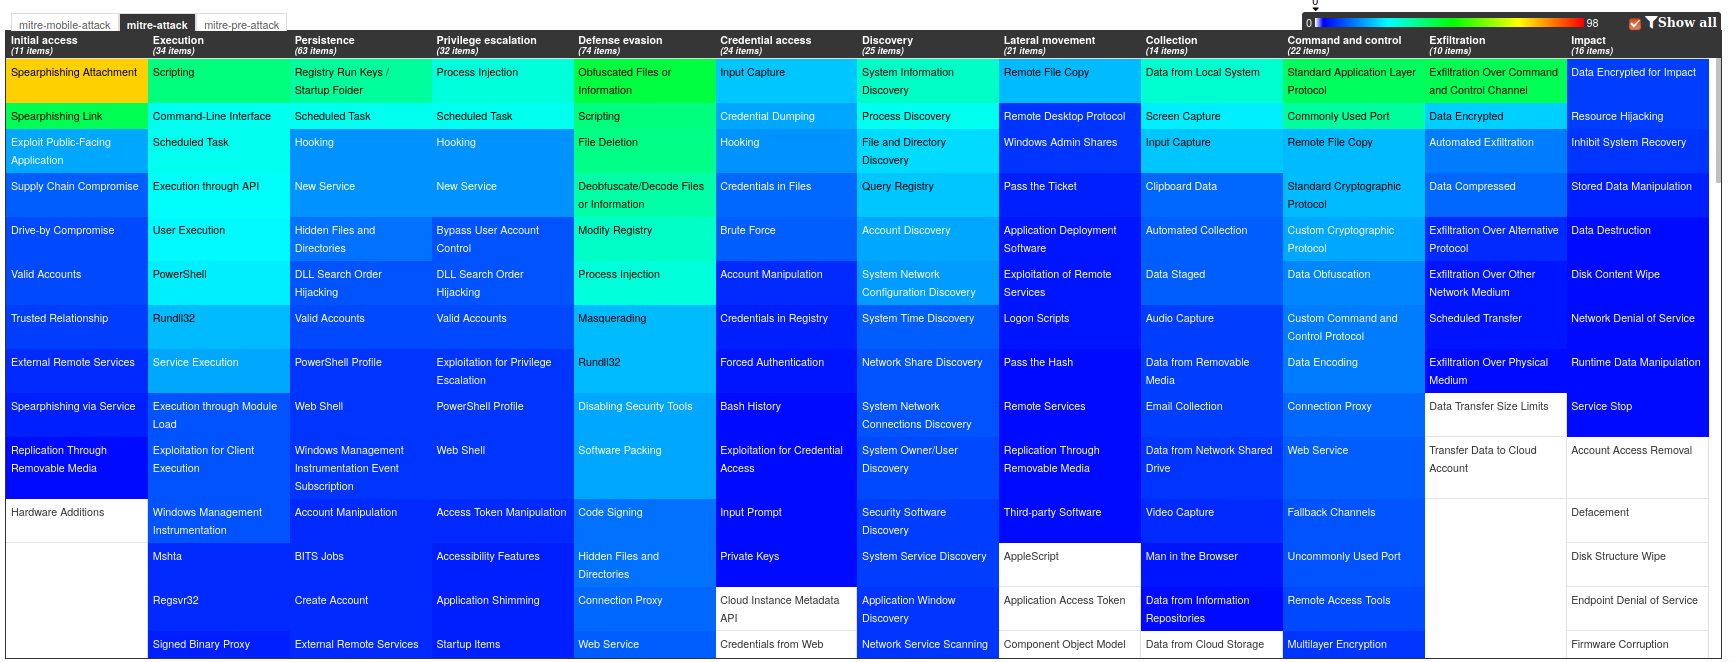 0
mitre-mobile-attack mitre-attack mitre-pre-attack
0 98 Show all
Initial access
(11 items)
Spearphishing Attachment
Spearphishing Link
Exploit Public-Facing
Application
Supply Chain Compromise
Drive-by Compromise
Valid Accounts
Trusted Relationship
External Remote Services
Spearphishing via Service
Replication Through
Removable Media
Hardware Additions
Execution
(34 items)
Scripting
Command-Line Interface
Scheduled Task
Execution through API
User Execution
PowerShell
Rundll32
Service Execution
Execution through Module
Load
Exploitation for Client
Execution
Windows Management
Instrumentation
Mshta
Regsvr32
Signed Binary Proxy
Persistence
(63 items)
Registry Run Keys /
Startup Folder
Scheduled Task
Hooking
New Service
Hidden Files and
Directories
DLL Search Order
Hijacking
Valid Accounts
PowerShell Profile
Web Shell
Windows Management
Instrumentation Event
Subscription
Account Manipulation
BITS Jobs
Create Account
External Remote Services
Privilege escalation
(32 items)
Process Injection
Scheduled Task
Hooking
New Service
Bypass User Account
Control
DLL Search Order
Hijacking
Valid Accounts
Exploitation for Privilege
Escalation
PowerShell Profile
Web Shell
Access Token Manipulation
Accessibility Features
Application Shimming
Startup Items
Defense evasion
(74 items)
Obfuscated Files or
Information
Scripting
File Deletion
Deobfuscate/Decode Files
or Information
Modify Registry
Process Injection
Masquerading
Rundll32
Disabling Security Tools
Software Packing
Code Signing
Hidden Files and
Directories
Connection Proxy
Web Service
Credential access
(24 items)
Input Capture
Credential Dumping
Hooking
Credentials in Files
Brute Force
Account Manipulation
Credentials in Registry
Forced Authentication
Bash History
Exploitation for Credential
Access
Input Prompt
Private Keys
Cloud Instance Metadata
API
Credentials from Web
Discovery
(25 items)
System Information
Discovery
Process Discovery
File and Directory
Discovery
Query Registry
Account Discovery
System Network
Configuration Discovery
System Time Discovery
Network Share Discovery
System Network
Connections Discovery
System Owner/User
Discovery
Security Software
Discovery
System Service Discovery
Application Window
Discovery
Network Service Scanning
Lateral movement
(21 items)
Remote File Copy
Remote Desktop Protocol
Windows Admin Shares
Pass the Ticket
Application Deployment
Software
Exploitation of Remote
Services
Logon Scripts
Pass the Hash
Remote Services
Replication Through
Removable Media
Third-party Software
AppleScript
Application Access Token
Component Object Model
Collection
(14 items)
Data from Local System
Screen Capture
Input Capture
Clipboard Data
Automated Collection
Data Staged
Audio Capture
Data from Removable
Media
Email Collection
Data from Network Shared
Drive
Video Capture
Man in the Browser
Data from Information
Repositories
Data from Cloud Storage
Command and control
(22 items)
Standard Application Layer
Protocol
Commonly Used Port
Remote File Copy
Standard Cryptographic
Protocol
Custom Cryptographic
Protocol
Data Obfuscation
Custom Command and
Control Protocol
Data Encoding
Connection Proxy
Web Service
Fallback Channels
Uncommonly Used Port
Remote Access Tools
Multilayer Encryption
Exfiltration
(10 items)
Exfiltration Over Command
and Control Channel
Data Encrypted
Automated Exfiltration
Data Compressed
Exfiltration Over Alternative
Protocol
Exfiltration Over Other
Network Medium
Scheduled Transfer
Exfiltration Over Physical
Medium
Data Transfer Size Limits
Transfer Data to Cloud
Account
Impact
(16 items)
Data Encrypted for Impact
Resource Hijacking
Inhibit System Recovery
Stored Data Manipulation
Data Destruction
Disk Content Wipe
Network Denial of Service
Runtime Data Manipulation
Service Stop
Account Access Removal
Defacement
Disk Structure Wipe
Endpoint Denial of Service
Firmware Corruption